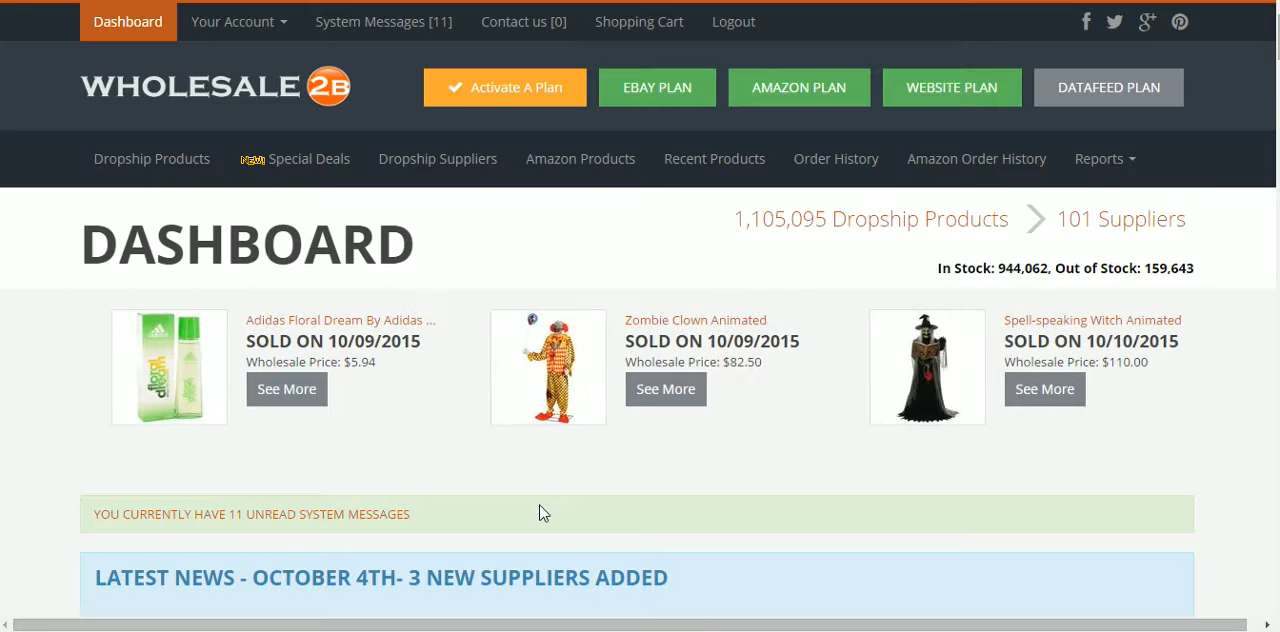 Dashboard Your Account System Messages [11] Contact us [0] Shopping Cart Logout
WHOLESALE 2B
Activate A Plan EBAY PLAN AMAZON PLAN WEBSITE PLAN DATAFEED PLAN
Dropship Products NEW! Special Deals Dropship Suppliers Amazon Products Recent Products Order History Amazon Order History Reports
1,105,095 Dropship Products 101 Suppliers
DASHBOARD
In Stock: 944,062, Out of Stock: 159,643
Adidas Floral Dream By Adidas ...
SOLD ON 10/09/2015
Wholesale Price: $5.94
See More
Zombie Clown Animated
SOLD ON 10/09/2015
Wholesale Price: $82.50
See More
Spell-speaking Witch Animated
SOLD ON 10/10/2015
Wholesale Price: $110.00
See More
adidas
floral dream
YOU CURRENTLY HAVE 11 UNREAD SYSTEM MESSAGES
LATEST NEWS - OCTOBER 4TH- 3 NEW SUPPLIERS ADDED